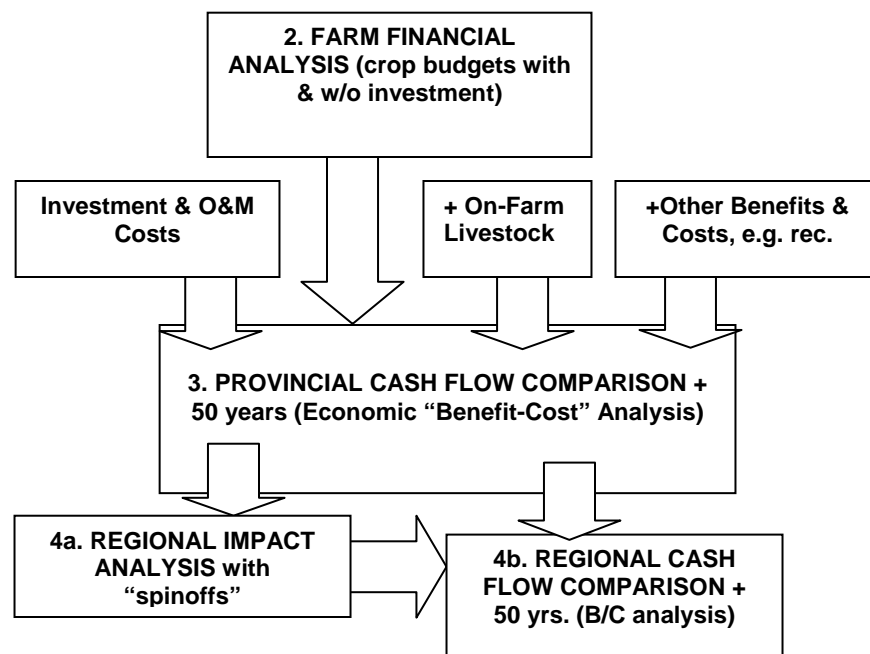 2. FARM FINANCIAL
ANALYSIS (crop budgets with
& w/o investment)
Investment & O&M
Costs
+ On-Farm
Livestock
+Other Benefits &
Costs, e.g. rec.
3. PROVINCIAL CASH FLOW COMPARISON +
50 years (Economic “Benefit-Cost” Analysis)
4a. REGIONAL IMPACT
ANALYSIS with
“spinoffs”
4b. REGIONAL CASH
FLOW COMPARISON +
50 yrs. (B/C analysis)